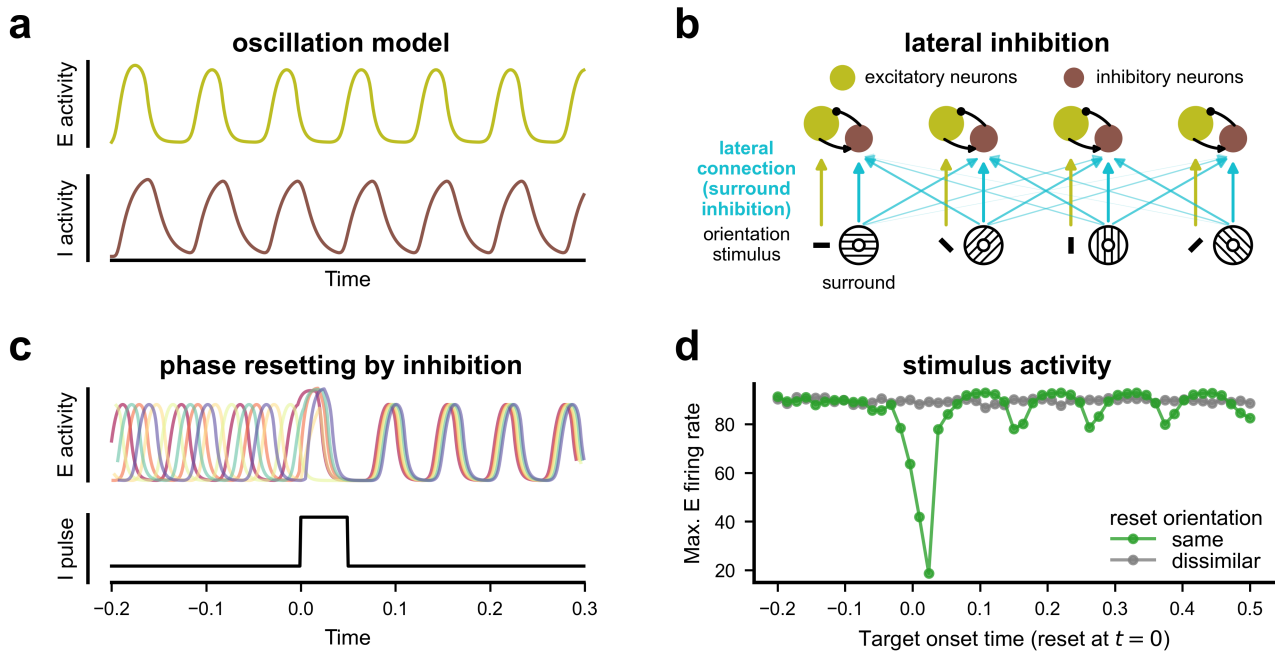 a
oscillation model
E activity
I activity
Time
b
lateral inhibition
excitatory neurons
inhibitory neurons
lateral
connection
(surround
inhibition)
orientation
stimulus
surround
c
phase resetting by inhibition
E activity
I pulse
−0.2 −0.1 0.0 0.1 0.2 0.3
Time
d
stimulus activity
Max. E firing rate
80
60
40
20
reset orientation
same
dissimilar
−0.2 −0.1 0.0 0.1 0.2 0.3 0.4 0.5
Target onset time (reset at t = 0)